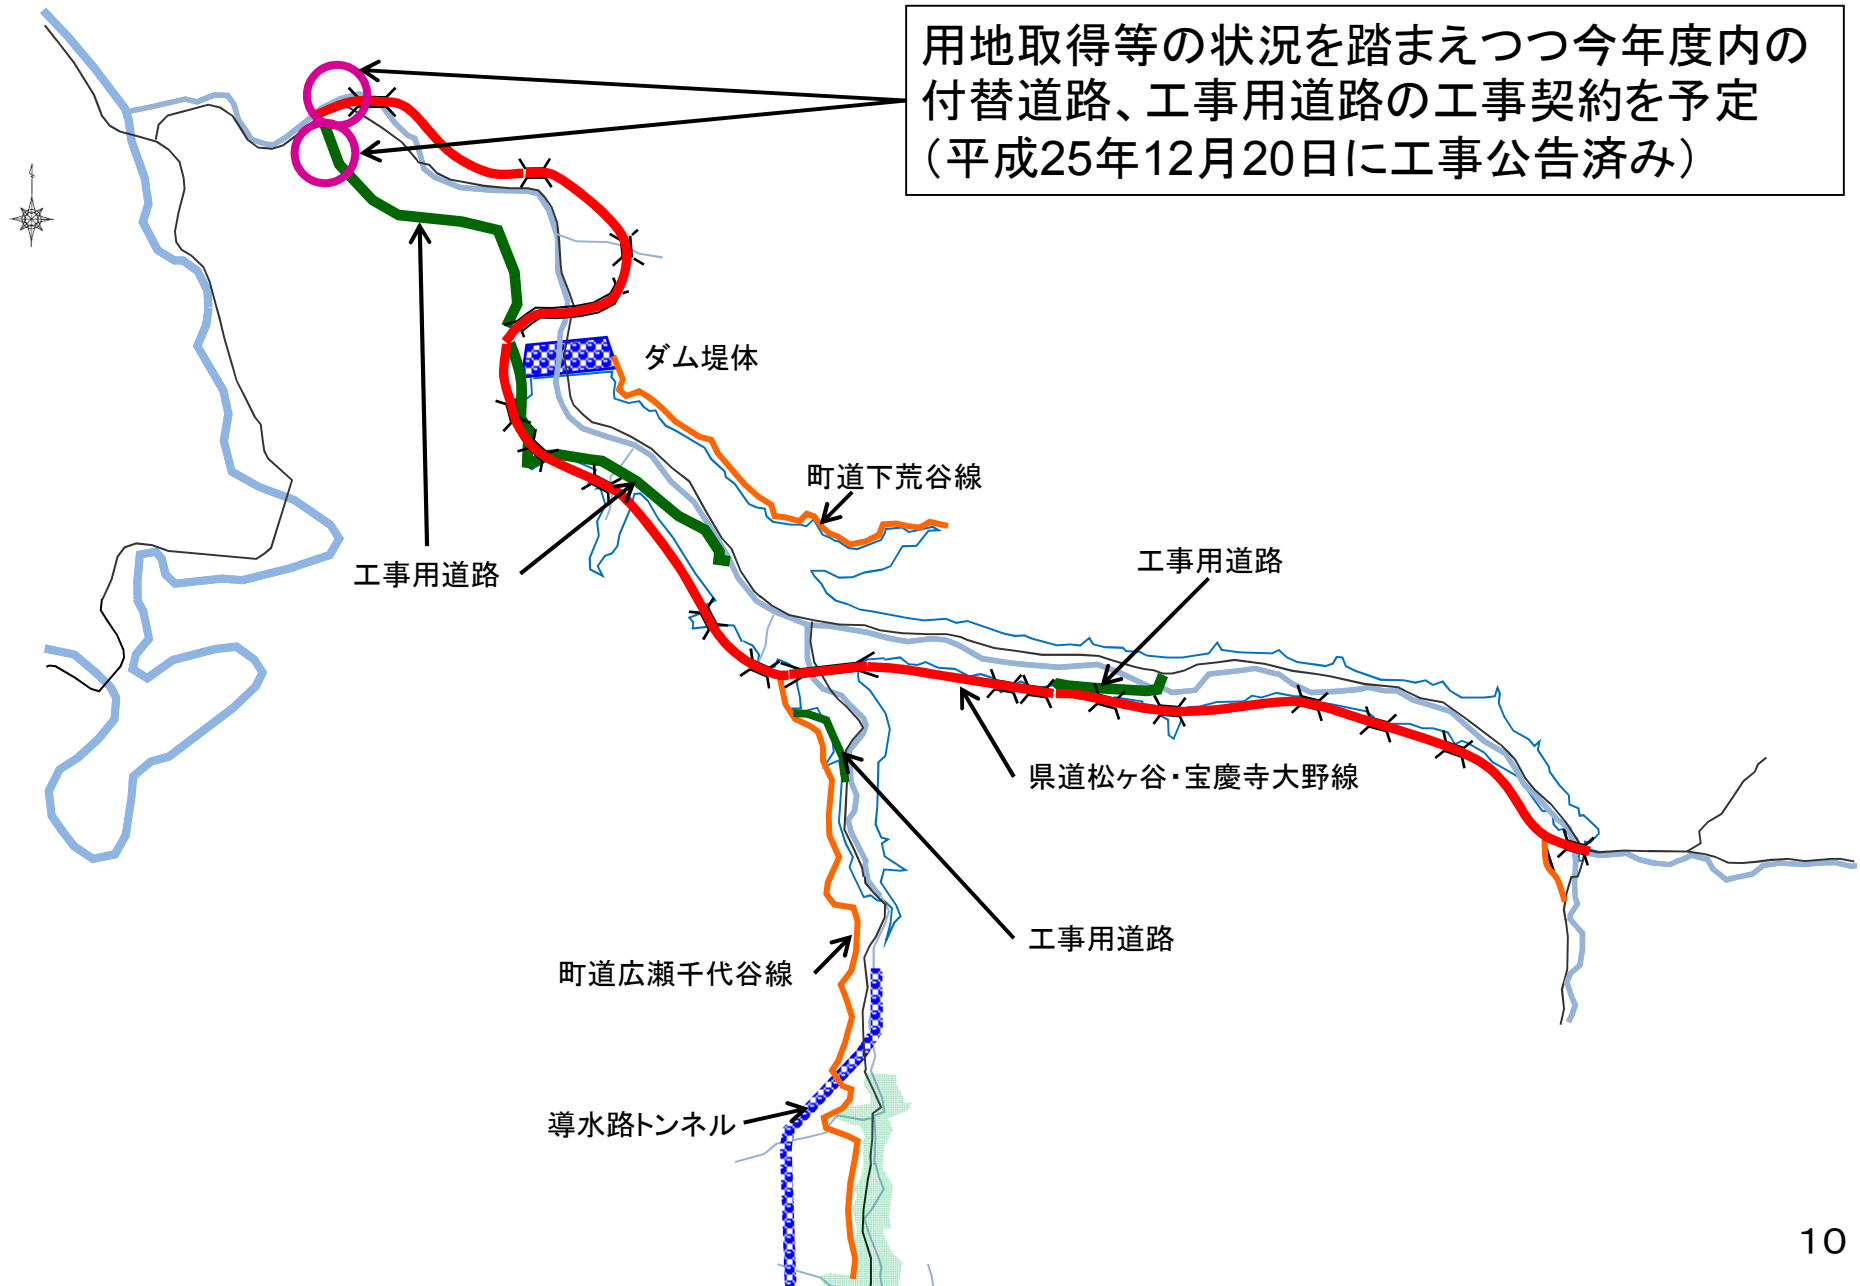 用地取得等の状況を踏まえつつ今年度内の
付替道路、工事用道路の工事契約を予定
（平成25年12月20日に工事公告済み）
ダム堤体
町道下荒谷線
工事用道路
工事用道路
県道松ヶ谷・宝慶寺大野線
工事用道路
町道広瀬千代谷線
導水路トンネル
10